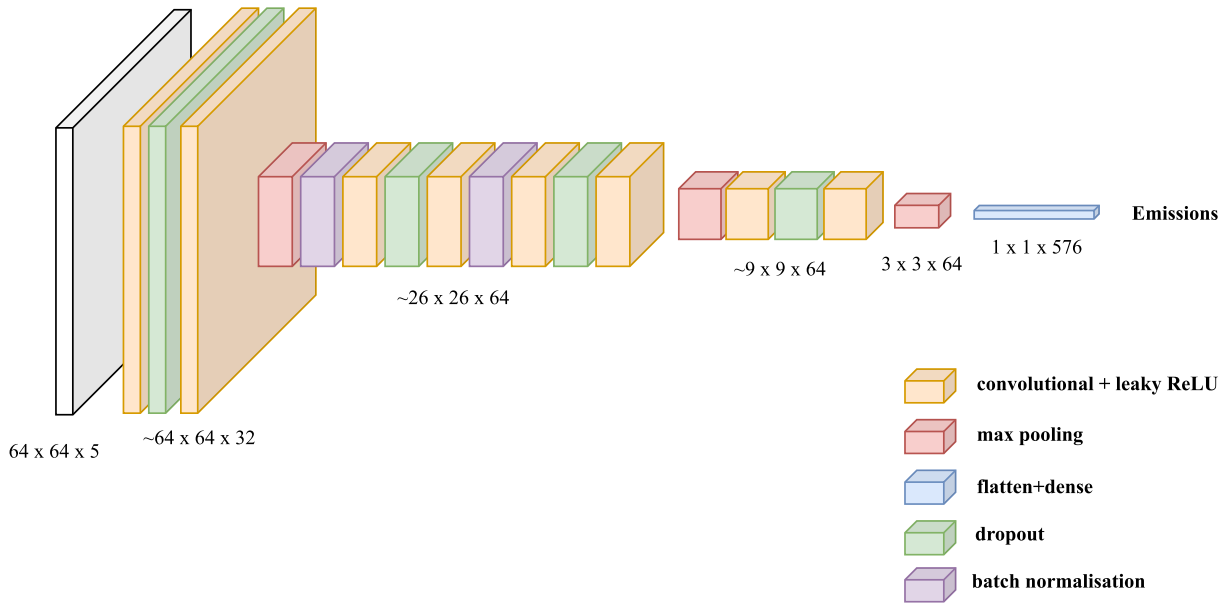 Emissions
1 x 1 x 576
3 x 3 x 64
~9 x 9 x 64
~26 x 26 x 64
~64 x 64 x 32
64 x 64 x 5
convolutional + leaky ReLU
max pooling
flatten+dense
dropout
batch normalisation